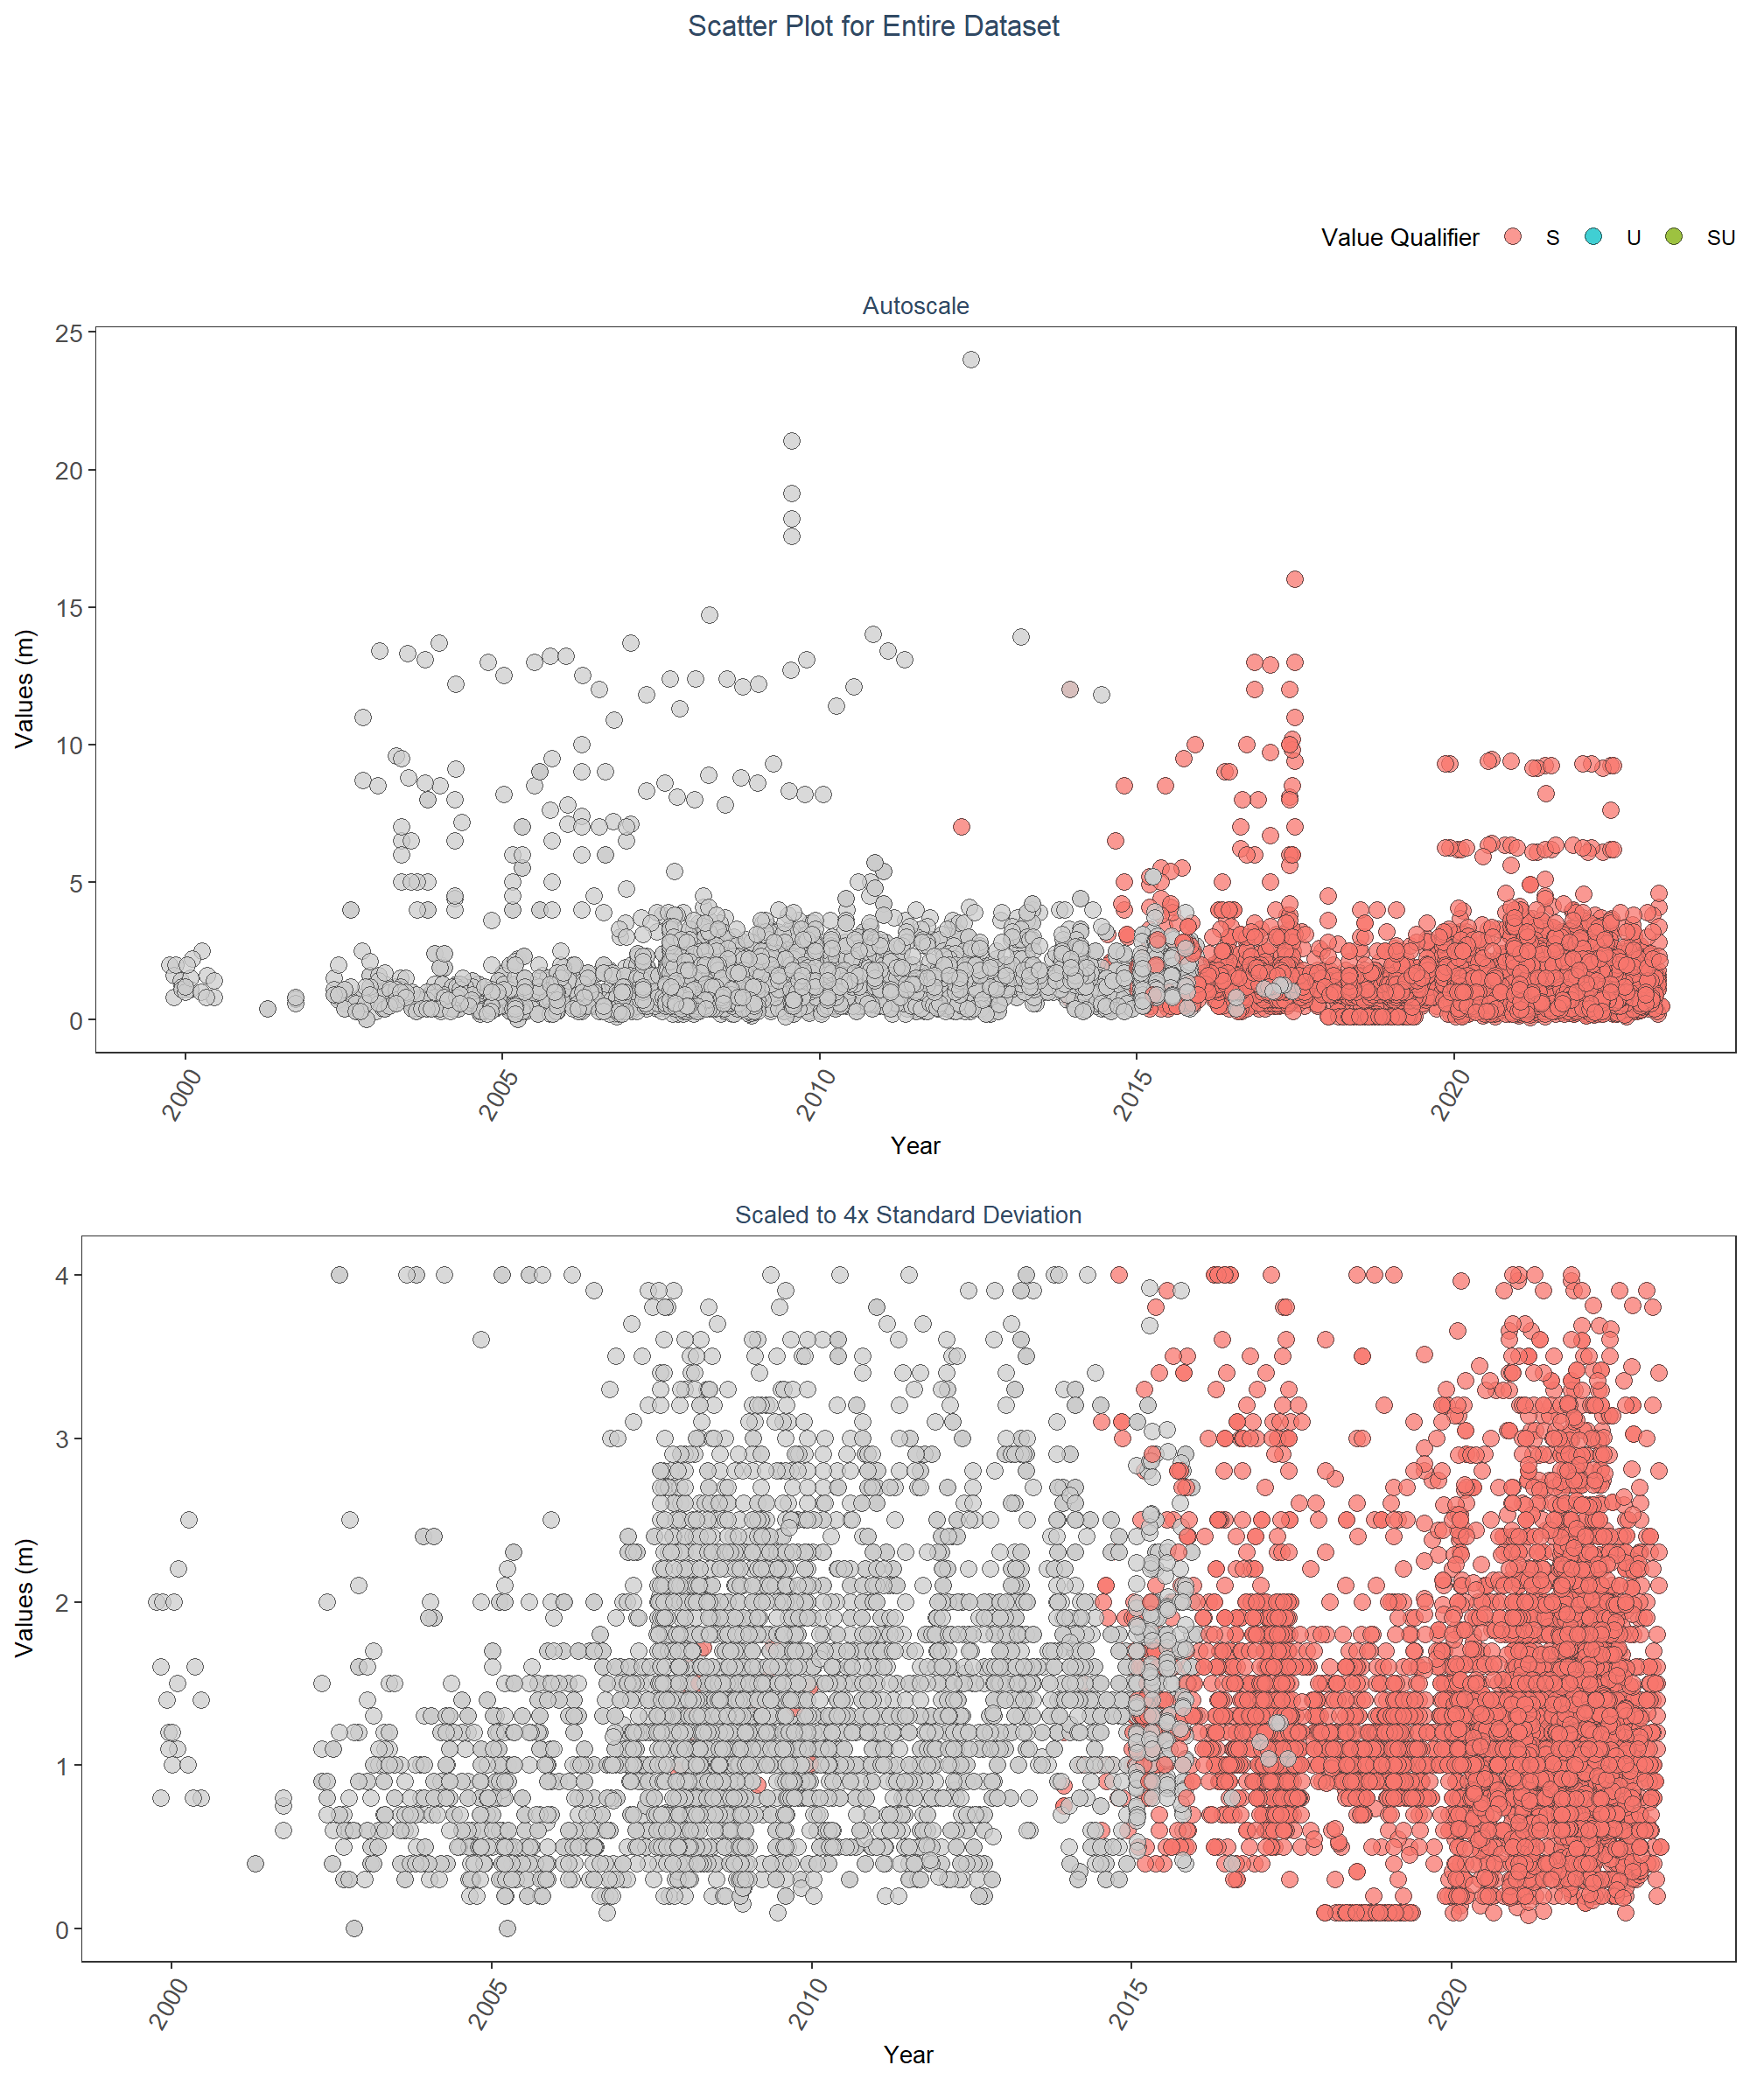 Scatter Plot for Entire Dataset
Value Qualifier S U SU
Autoscale
25
20
15
10
5
0
Values (m)
2000 2005 2010 2015 2020
Year
Scaled to 4x Standard Deviation
4
3
2
1
0
Values (m)
2000 2005 2010 2015 2020
Year